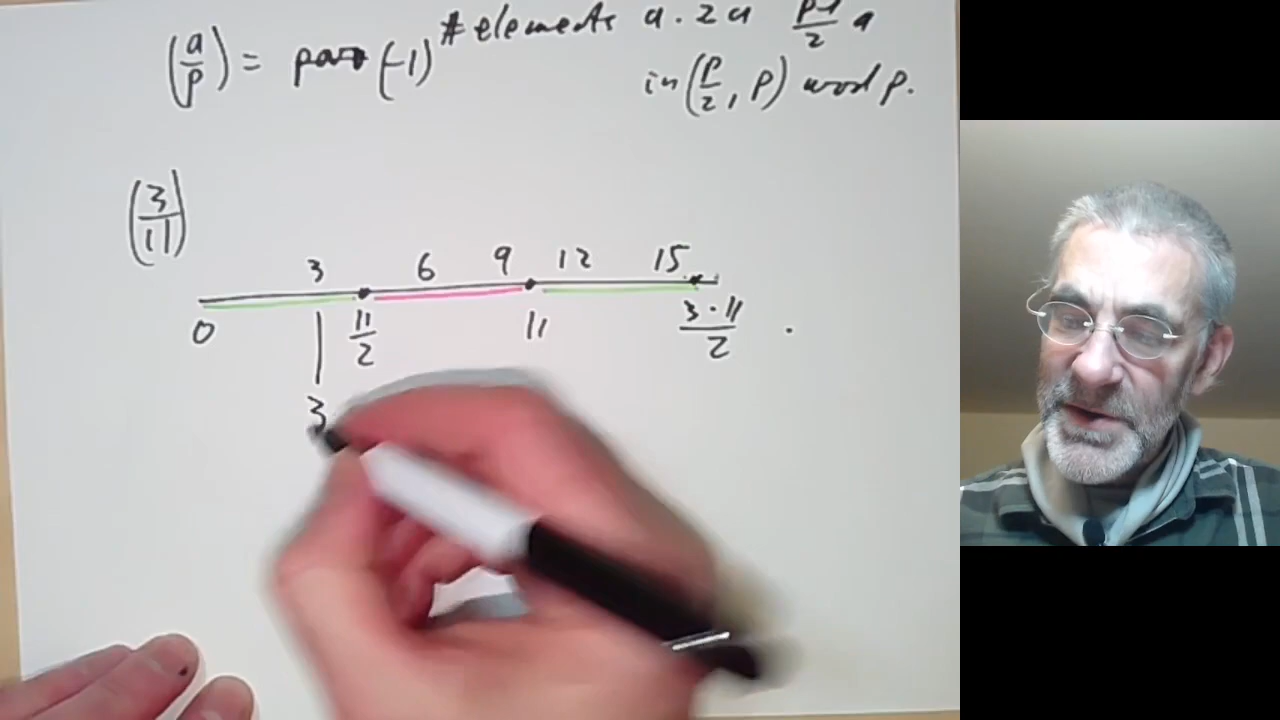 (a/p) = (-1)^# elements a. 2a (p-1)/2 a
in (p/2, p) mod p.
(3/11)
3 6 9 12 15
0 11/2 11 3·11/2 .
3